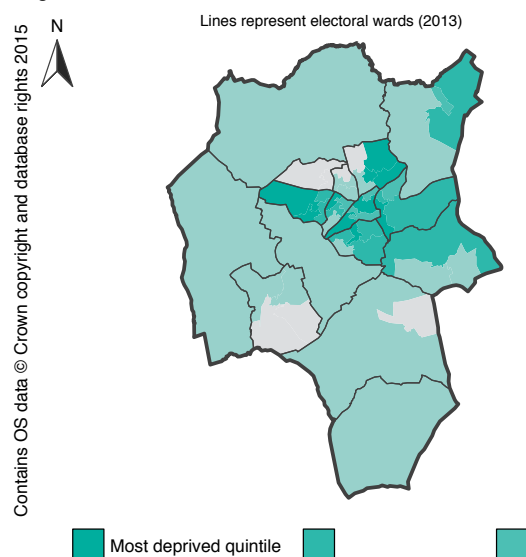 Lines represent electoral wards (2013)
N
Contains OS data © Crown copyright and database rights 2015
Most deprived quintile